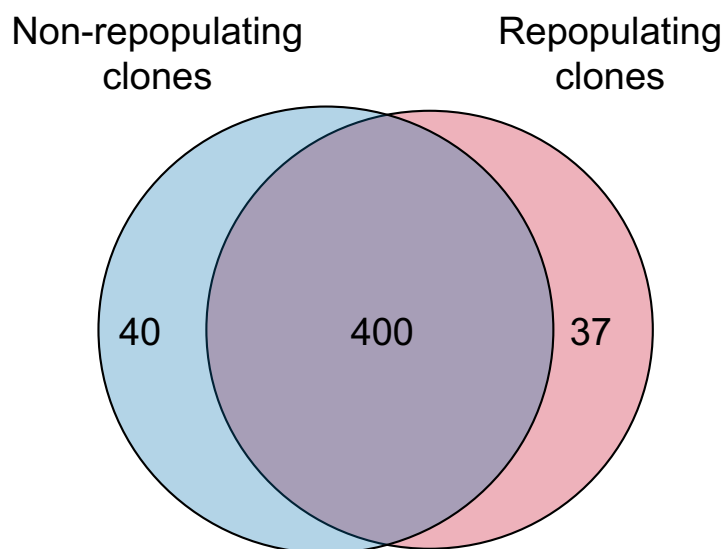 Non-repopulating
clones
Repopulating
clones
40
400
37